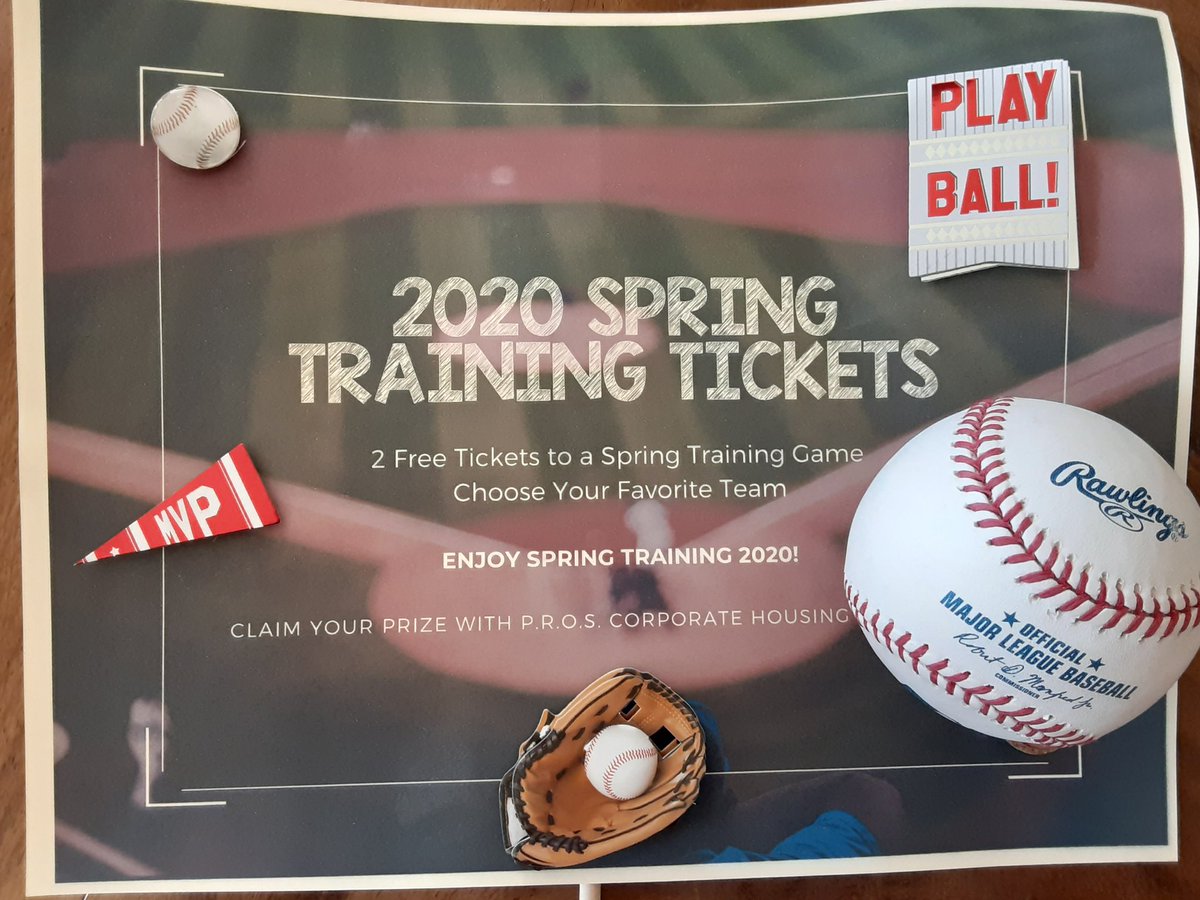 PLAY
BALL!
2020 SPRING
TRAINING TICKETS
2 Free Tickets to a Spring Training Game
Choose Your Favorite Team
MVP
ENJOY SPRING TRAINING 2020!
CLAIM YOUR PRIZE WITH P.R.O.S. CORPORATE HOUSING
Rawlings
R
OFFICIAL
MAJOR LEAGUE BASEBALL
COMMISSIONER